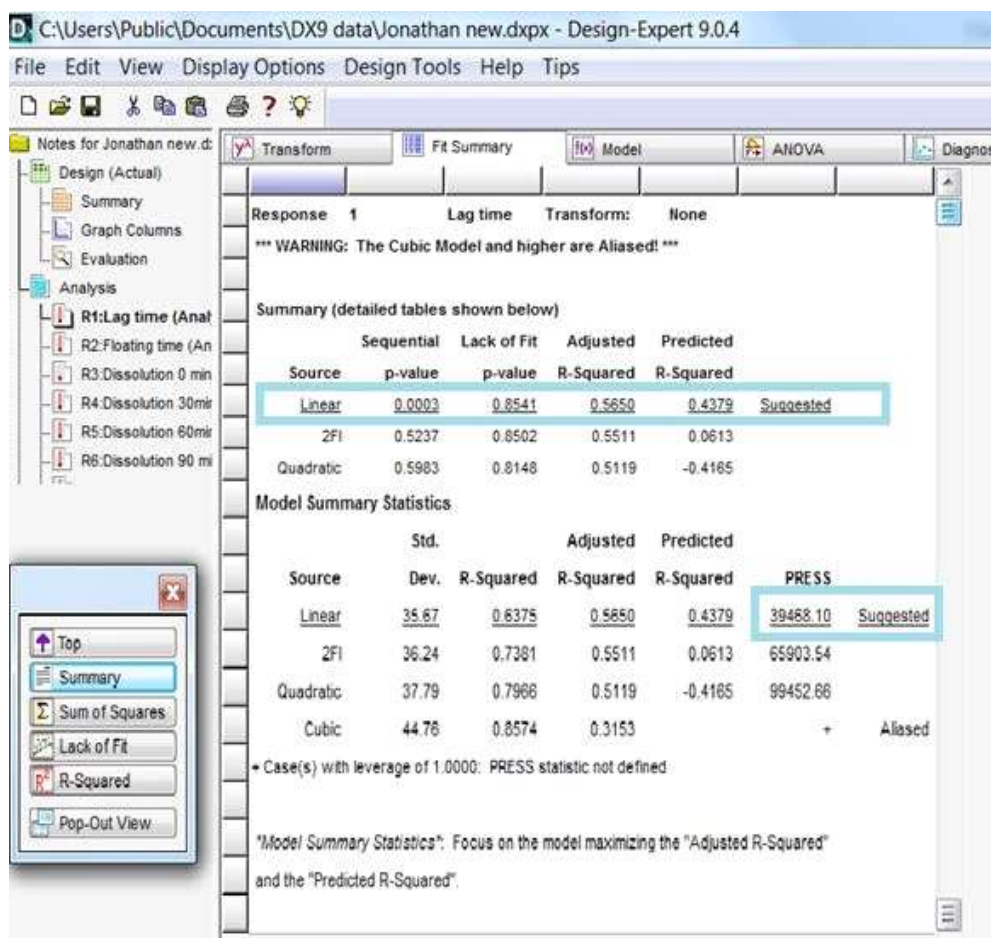 C:\Users\Public\Documents\DX9 data\Jonathan new.dxpx - Design-Expert 9.0.4
File Edit View Display Options Design Tools Help Tips
Notes for Jonathan new.d:
Design (Actual)
Summary
Graph Columns
Evaluation
Analysis
R1:Lag time (Anal
R2:Floating time (An
R3:Dissolution 0 min
R4:Dissolution 30mir
R5:Dissolution 60mir
R6:Dissolution 90 mi
Transform Fit Summary Model ANOVA Diagnos
Response 1 Lag time Transform: None
*** WARNING: The Cubic Model and higher are Aliased! ***
Summary (detailed tables shown below)
Sequential Lack of Fit Adjusted Predicted
Source p-value p-value R-Squared R-Squared
Linear 0.0003 0.8541 0.5650 0.4379 Suggested
2FI 0.5237 0.8502 0.5511 0.0613
Quadratic 0.5983 0.8148 0.5119 -0.4165
Model Summary Statistics
Std. Adjusted Predicted
Source Dev. R-Squared R-Squared R-Squared PRESS
Linear 35.67 0.6375 0.5650 0.4379 39468.10 Suggested
2FI 36.24 0.7381 0.5511 0.0613 65903.54
Quadratic 37.79 0.7966 0.5119 -0.4165 99452.66
Cubic 44.76 0.8574 0.3153 + Aliased
+ Case(s) with leverage of 1.0000: PRESS statistic not defined
"Model Summary Statistics": Focus on the model maximizing the "Adjusted R-Squared"
and the "Predicted R-Squared".
Top
Summary
Σ Sum of Squares
Lack of Fit
R² R-Squared
Pop-Out View